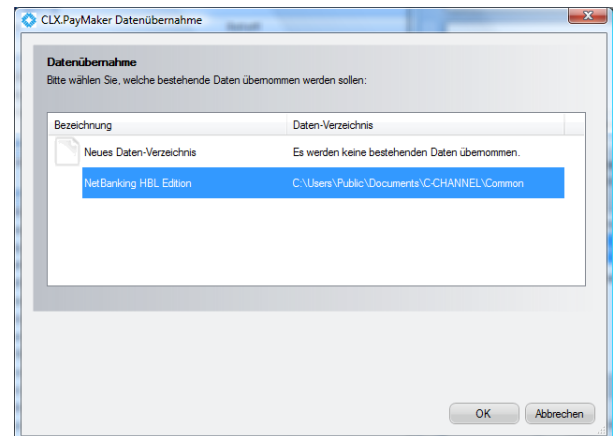 CLX.PayMaker Datenübernahme
Datenübernahme
Bitte wählen Sie, welche bestehende Daten übernommen werden sollen:
Bezeichnung Daten-Verzeichnis
Neues Daten-Verzeichnis Es werden keine bestehenden Daten übernommen.
NetBanking HBL Edition C:\Users\Public\Documents\C-CHANNEL\Common
OK Abbrechen